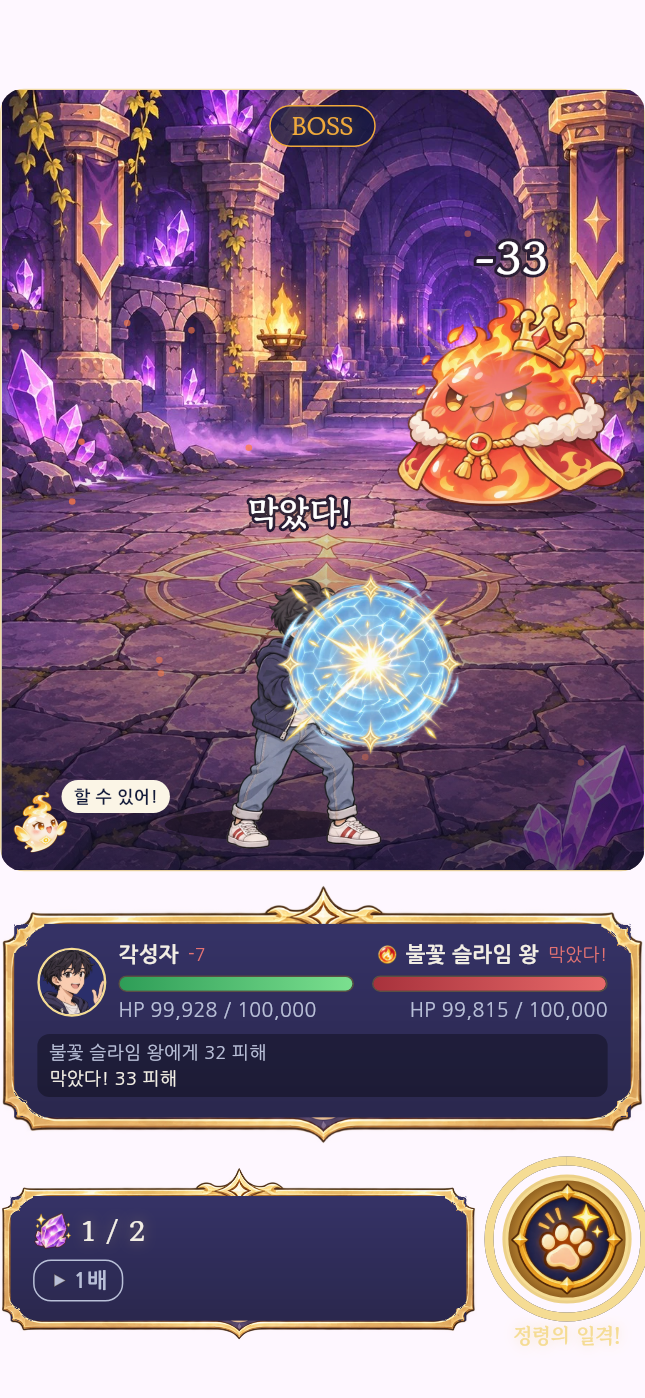 BOSS
-33
막았다!
할 수 있어!
각성자 -7
불꽃 슬라임 왕 막았다!
HP 99,928 / 100,000
HP 99,815 / 100,000
불꽃 슬라임 왕에게 32 피해
막았다! 33 피해
1 / 2
▶ 1배
정령의 일격!